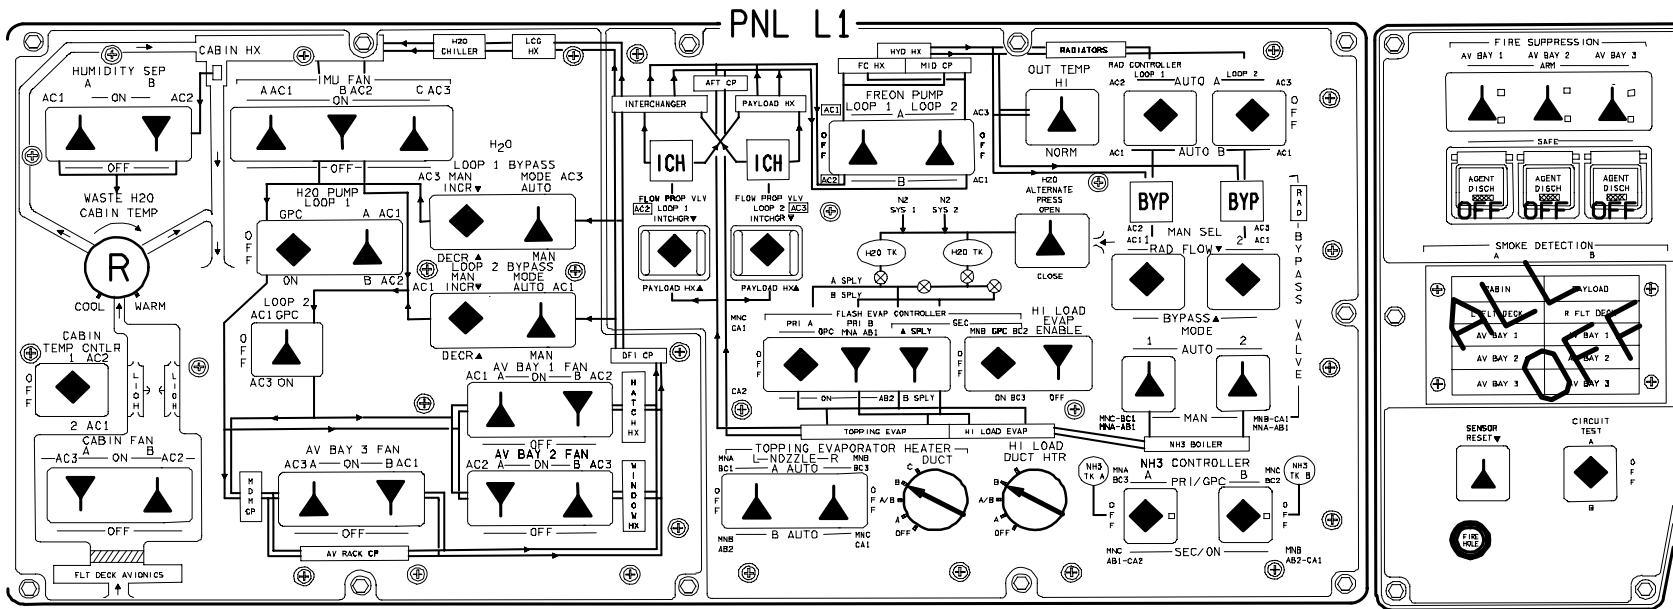 PNL L1
CABIN HX
HUMIDITY SEP
A B
AC1 ON AC2
OFF
WASTE H2O
CABIN TEMP
R
COOL WARM
CABIN
TEMP CNTLR
1 AC2
OFF
2 AC1
LIOH
LIOH
CABIN FAN
A B
AC3 ON AC2
OFF
FLT DECK AVIONICS
H2O CHILLER
LCG HX
IMU FAN
A AC1 B AC2 C AC3
ON
OFF
H2O
LOOP 1 BYPASS
AC3 MAN MODE AC3
INCR▼ AUTO
DECR▲ MAN
LOOP 2 BYPASS
MAN MODE
INCR▼ AUTO AC1
DECR▲ MAN
H2O PUMP
LOOP 1
GPC A AC1
OFF
ON B AC2
LOOP 2
AC1 GPC
OFF
AC3 ON
DFI CP
AV BAY 1 FAN
AC1 A ON B AC2
OFF
HATCH HX
AV BAY 2 FAN
AC2 A ON B AC3
OFF
WINDOW HX
AV BAY 3 FAN
AC3 A ON B AC1
OFF
MDM CP
AV RACK CP
INTERCHANGER
AFT CP
PAYLOAD HX
ICH
ICH
FLOW PROP VLV
AC2 LOOP 1
INTCHGR▼
PAYLOAD HX▲
FLOW PROP VLV
LOOP 2 AC3
INTCHGR▼
PAYLOAD HX▲
HYD HX
FC HX MID CP
FREON PUMP
LOOP 1 LOOP 2
AC1 A AC3
OFF OFF
AC2 B AC1
RADIATORS
OUT TEMP
HI
NORM
RAD CONTROLLER
LOOP 1 LOOP 2
AC2 AUTO A AC3
OFF
AC1 AUTO B AC1
BYP
BYP
RAD-BYPASS VALVE
N2 SYS 1
N2 SYS 2
H2O TK
H2O TK
H2O
ALTERNATE
PRESS
OPEN
CLOSE
AC2 AC1 MAN SEL AC3 AC1
1 RAD FLOW▼ 2
BYPASS▲
MODE
1 AUTO 2
MAN
MNC-BC1 MNA-AB1
MNB-CA1 MNA-AB1
A SPLY
B SPLY
FLASH EVAP CONTROLLER
MNC CA1
PRI A PRI B SEC
GPC MNA AB1 A SPLY MNB GPC BC2
OFF OFF
CA2 ON AB2 B SPLY ON BC3
HI LOAD
EVAP
ENABLE
OFF
TOPPING EVAP HI LOAD EVAP
NH3 BOILER
TOPPING EVAPORATOR HEATER
MNA BC1 L-NOZZLE-R MNB BC3 DUCT
A AUTO
OFF OFF
B AUTO
MNB AB2 MNC CA1
C
B
A/B
A
OFF
HI LOAD
DUCT HTR
B
A/B
A
OFF
NH3 TK A
NH3 TK B
MNA BC3 NH3 CONTROLLER MNC BC2
A B
PRI/GPC
OFF OFF
SEC/ON
MNC AB1-CA2 MNB AB2-CA1
FIRE SUPPRESSION
AV BAY 1 AV BAY 2 AV BAY 3
ARM
SAFE
AGENT DISCH AGENT DISCH AGENT DISCH
OFF OFF OFF
SMOKE DETECTION
A B
CABIN PAYLOAD
L FLT DECK R FLT DECK
AV BAY 1 AV BAY 1
AV BAY 2 AV BAY 2
AV BAY 3 AV BAY 3
ALL OFF
SENSOR
RESET▼
CIRCUIT
TEST
A
OFF
B
FIRE HOLE